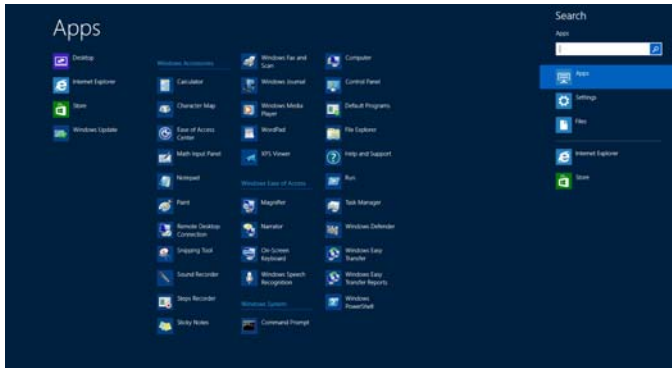 Apps
Desktop
Internet Explorer
Store
Windows Update
Windows Accessories
Calculator
Character Map
Ease of Access
Center
Math Input Panel
Notepad
Paint
Remote Desktop
Connection
Snipping Tool
Sound Recorder
Steps Recorder
Sticky Notes
Windows Fax and
Scan
Windows Journal
Windows Media
Player
WordPad
XPS Viewer
Windows Ease of Access
Magnifier
Narrator
On-Screen
Keyboard
Windows Speech
Recognition
Windows System
Command Prompt
Computer
Control Panel
Default Programs
File Explorer
Help and Support
Run
Task Manager
Windows Defender
Windows Easy
Transfer
Windows Easy
Transfer Reports
Windows
PowerShell
Search
Apps
Apps
Settings
Files
Internet Explorer
Store